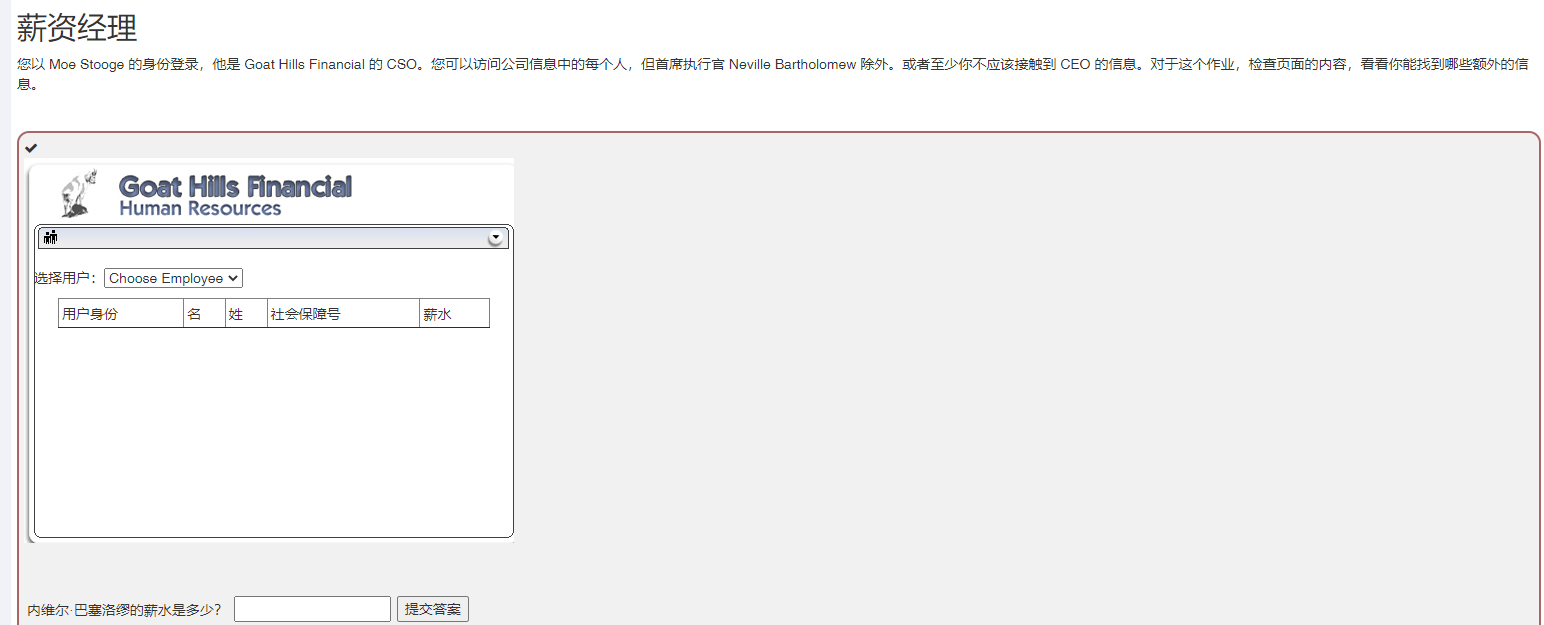 薪资经理
您以 Moe Stooge 的身份登录，他是 Goat Hills Financial 的 CSO。您可以访问公司信息中的每个人，但首席执行官 Neville Bartholomew 除外。或者至少你不应该接触到 CEO 的信息。对于这个作业，检查页面的内容，看看你能找到哪些额外的信
息。
Goat Hills Financial
Human Resources
选择用户： Choose Employee
用户身份 名 姓 社会保障号 薪水
内维尔·巴塞洛缪的薪水是多少？ 提交答案